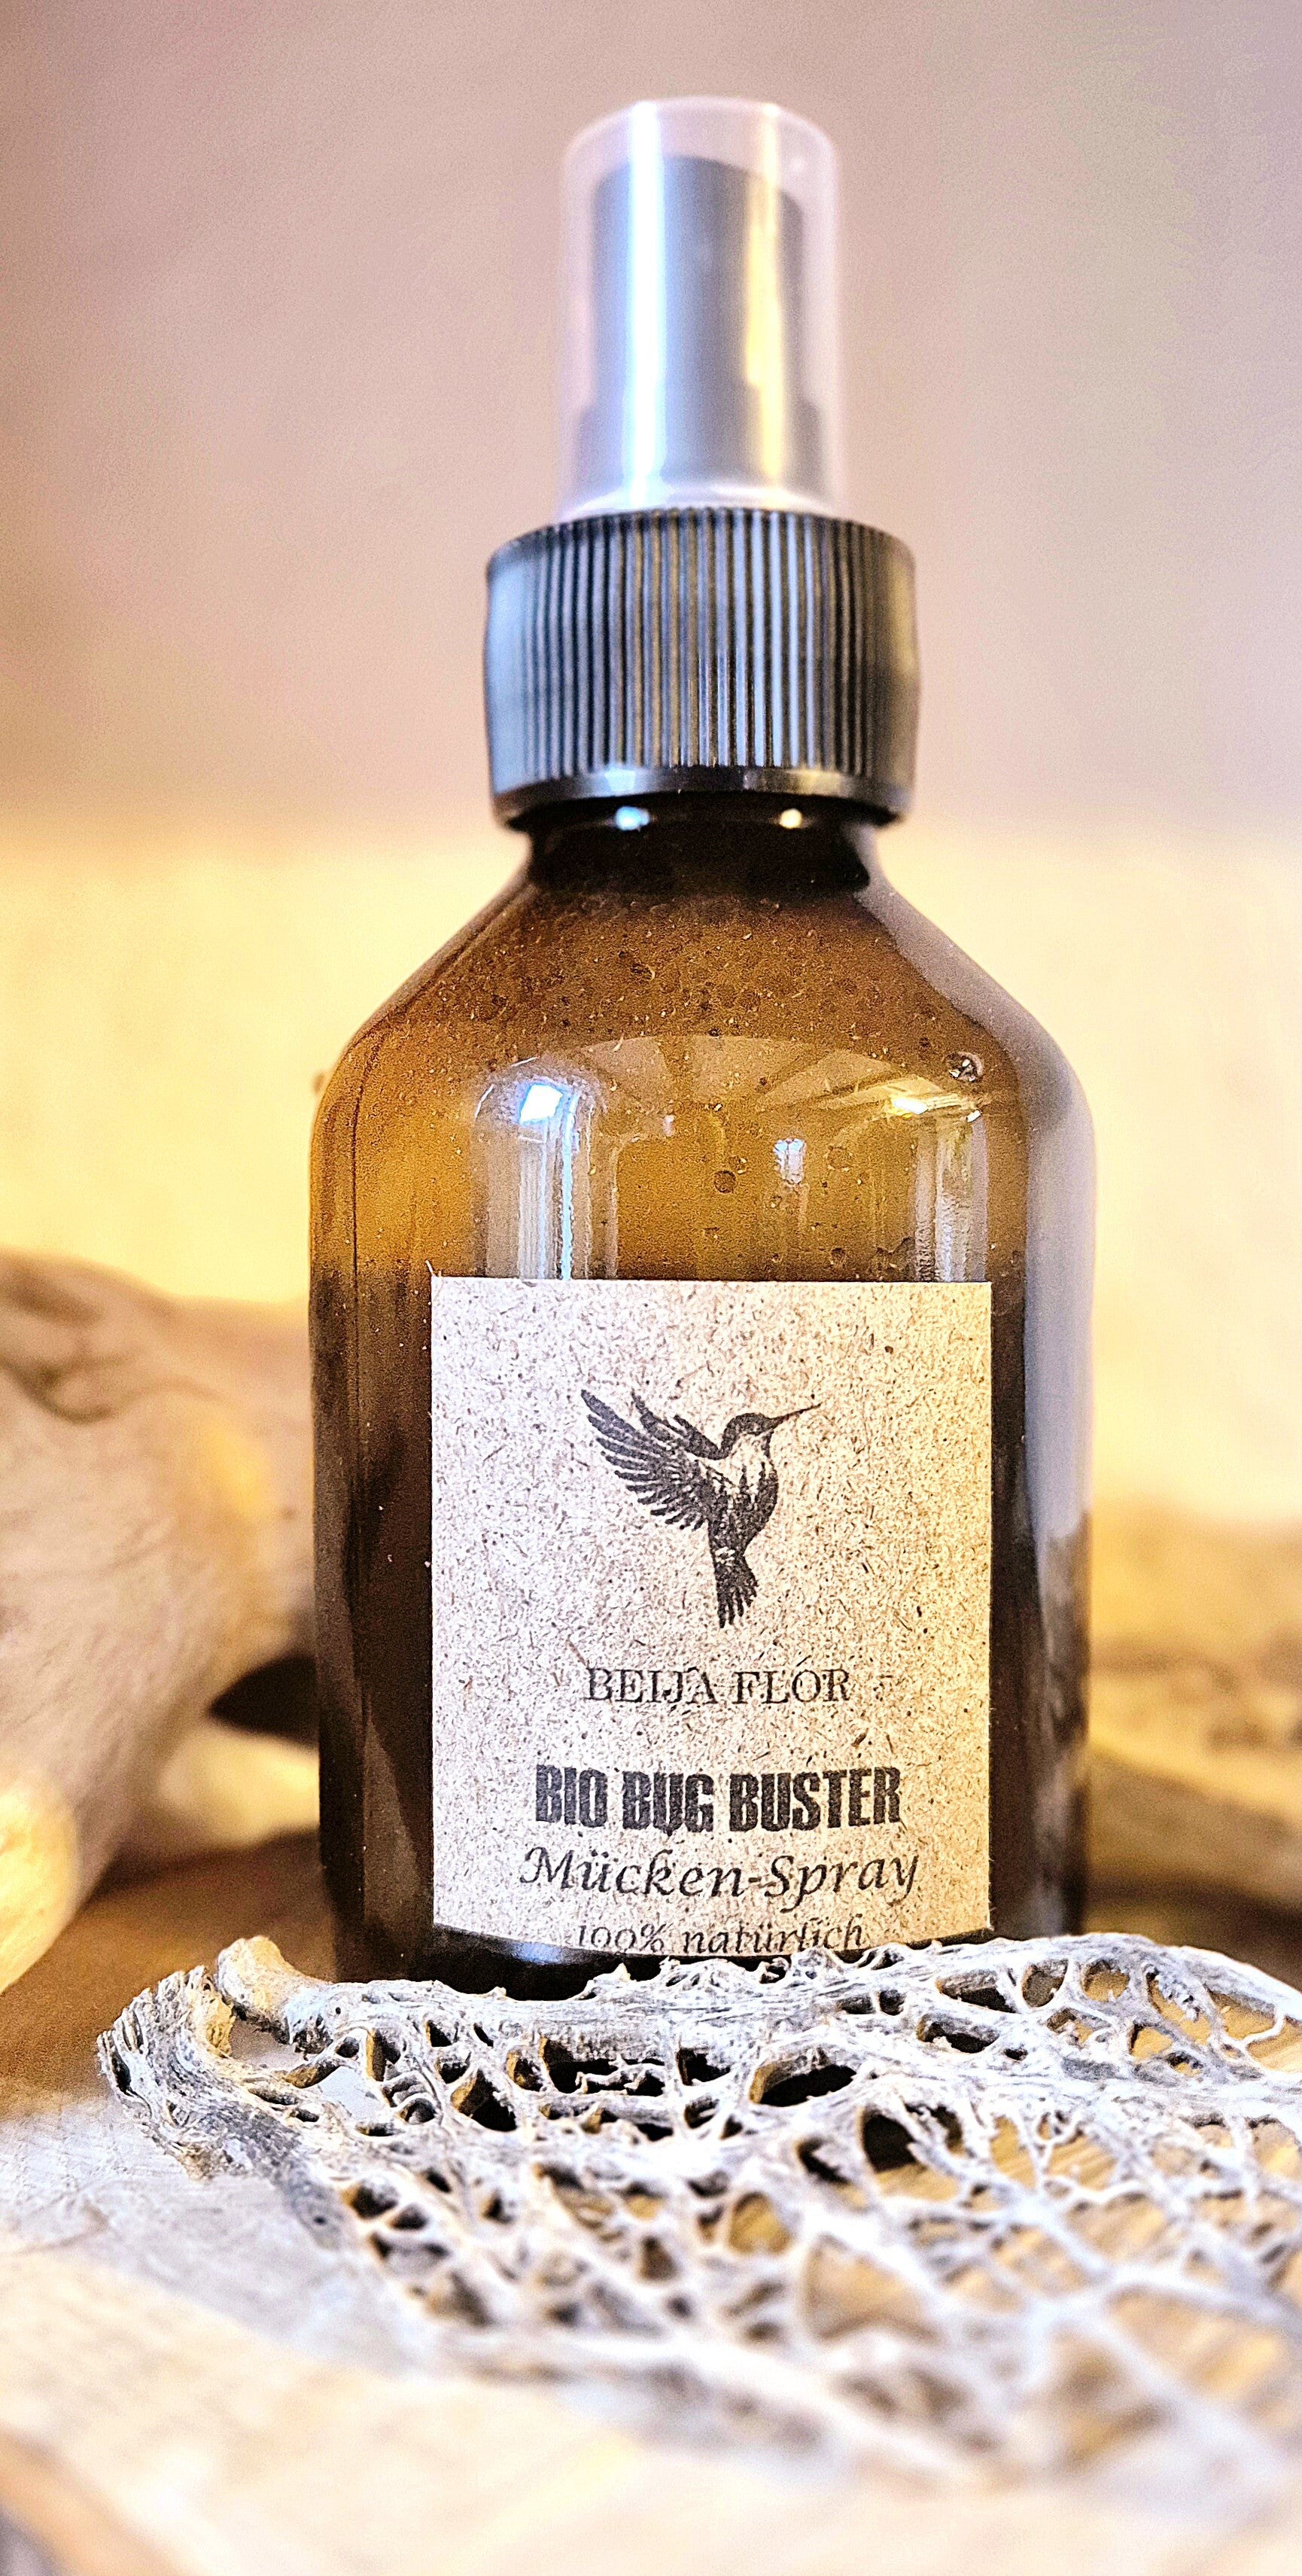 BEIJA FLOR
BIO BUG BUSTER
Mücken-Spray
100% natürlich